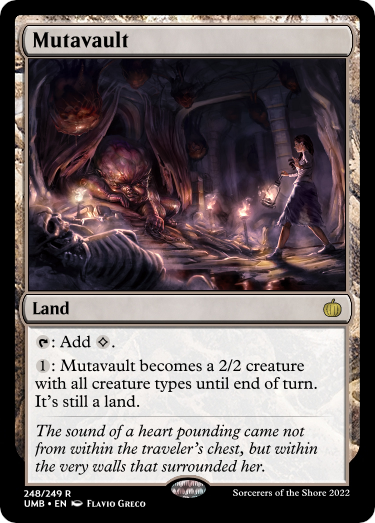 Mutavault
Land
: Add .
1: Mutavault becomes a 2/2 creature
with all creature types until end of turn.
It's still a land.
The sound of a heart pounding came not
from within the traveler's chest, but within
the very walls that surrounded her.
248/249 R
UMB • EN Flavio Greco
Sorcerers of the Shore 2022